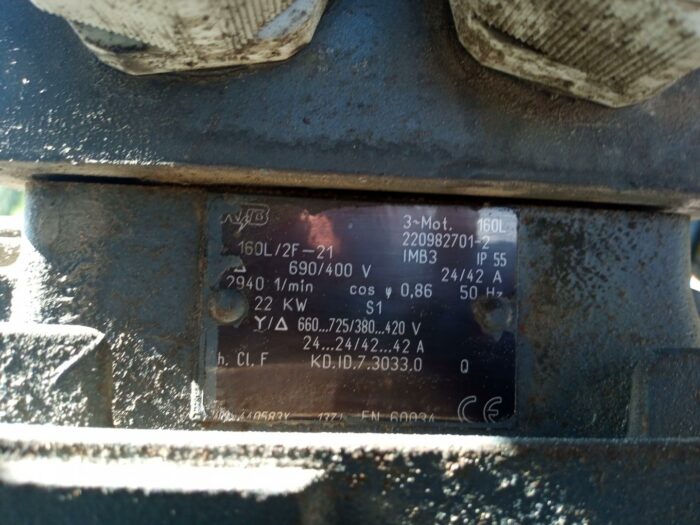 3~Mot. 160L
160L/2F-21 220982701-2
IMB3 IP 55
Δ 690/400 V 24/42 A
2940 1/min cos φ 0,86 50 Hz
22 KW S1
Y/Δ 660...725/380...420 V
24...24/42...42 A
h. Cl. F KD.ID.7.3033.0 Q
EN 60034 CE